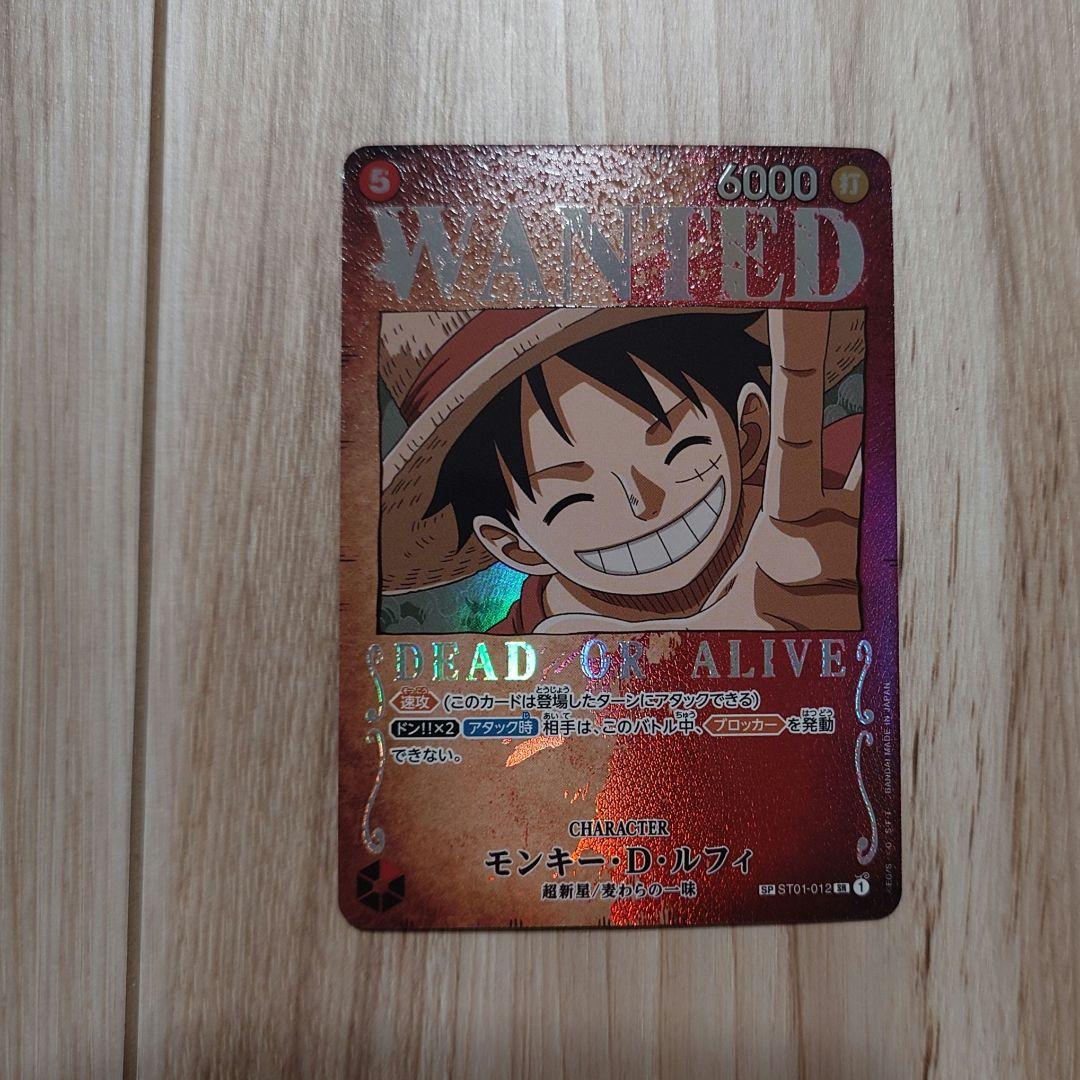 5
6000 打
WANTED
DEAD OR ALIVE
速攻 (このカードは登場したターンにアタックできる)
ドン!!×2 アタック時 相手は、このバトル中、ブロッカーを発動
できない。
CHARACTER
モンキー・D・ルフィ
超新星/麦わらの一味
SP ST01-012 SR 1
BANDAI MADE IN JAPAN